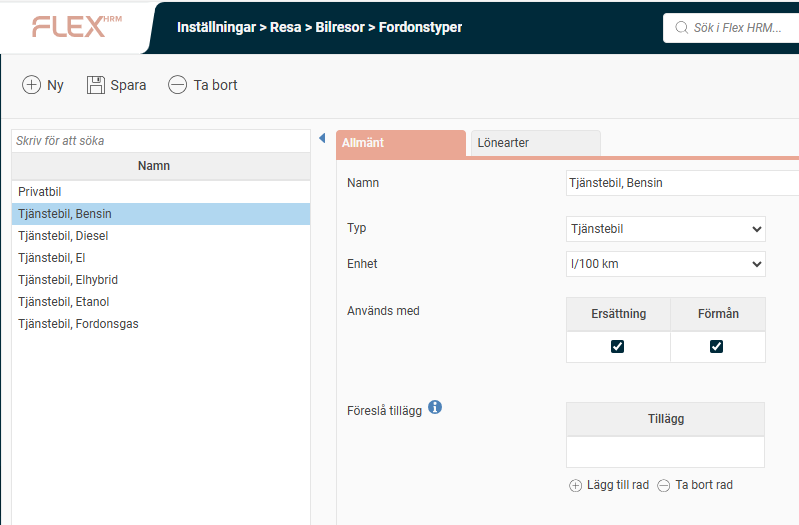 FLEX HRM
Inställningar > Resa > Bilresor > Fordonstyper
Sök i Flex HRM...
Ny
Spara
Ta bort
Skriv för att söka
Namn
Privatbil
Tjänstebil, Bensin
Tjänstebil, Diesel
Tjänstebil, El
Tjänstebil, Elhybrid
Tjänstebil, Etanol
Tjänstebil, Fordonsgas
Allmänt
Lönearter
Namn
Tjänstebil, Bensin
Typ
Tjänstebil
Enhet
l/100 km
Används med
Ersättning
Förmån
Föreslå tillägg
Tillägg
Lägg till rad
Ta bort rad